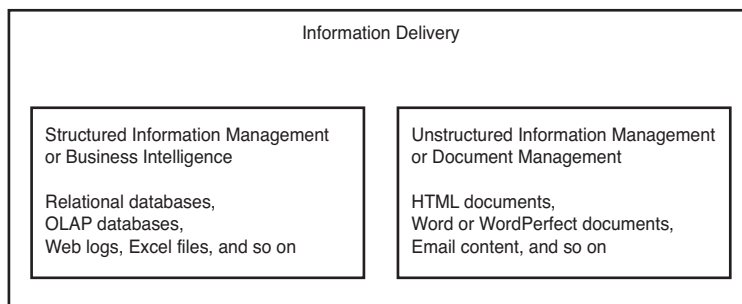 Information Delivery
Structured Information Management
or Business Intelligence
Relational databases,
OLAP databases,
Web logs, Excel files, and so on
Unstructured Information Management
or Document Management
HTML documents,
Word or WordPerfect documents,
Email content, and so on